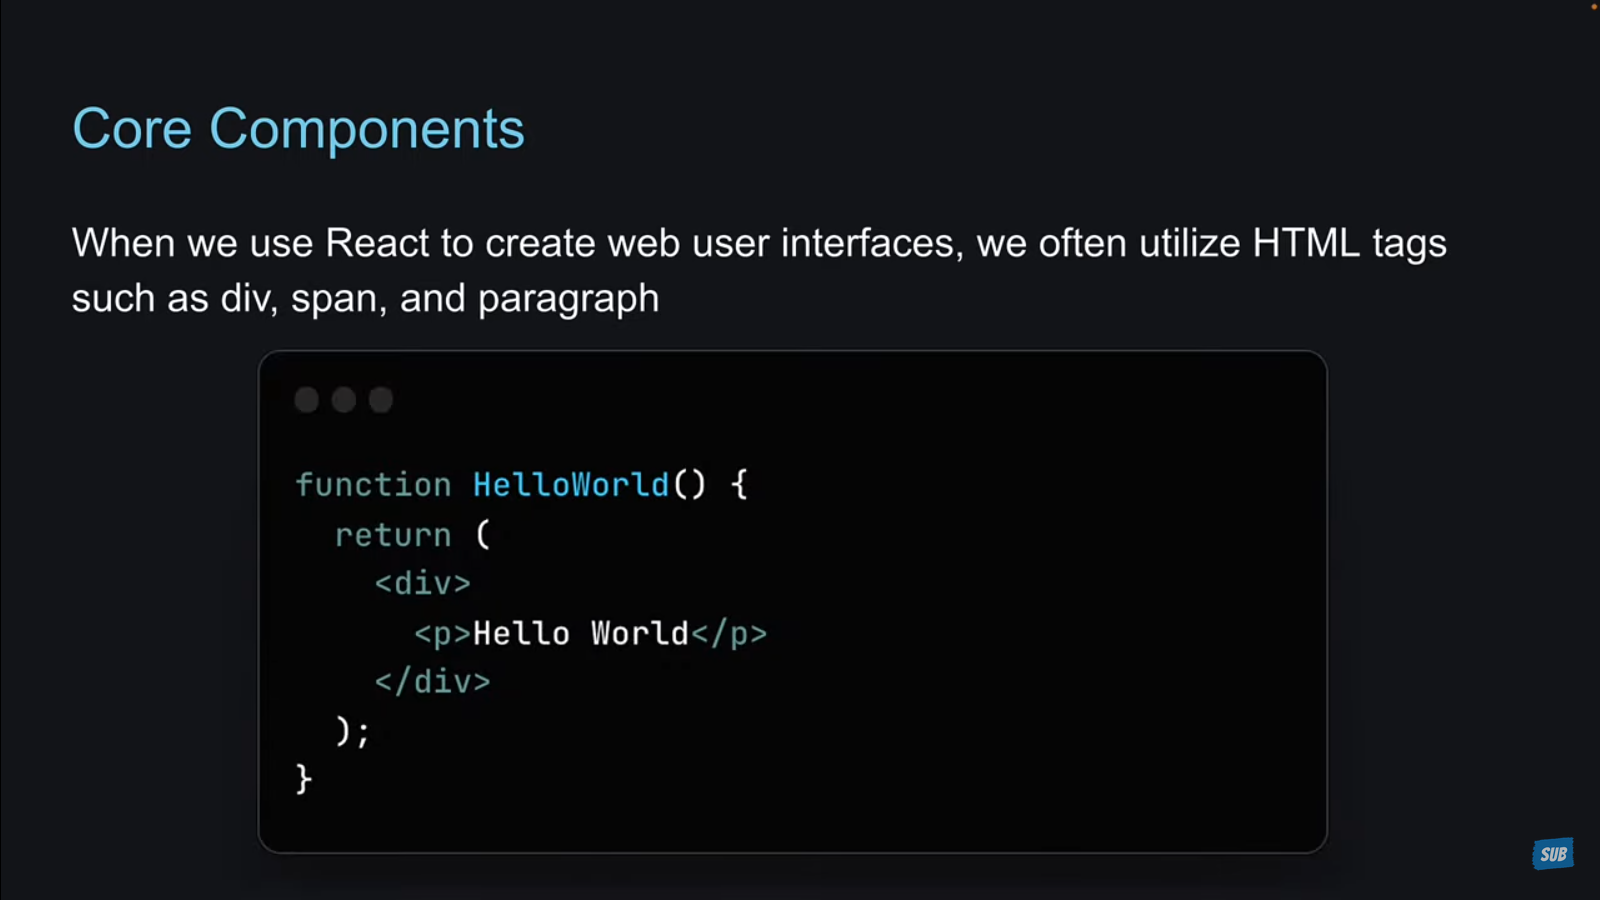 Core Components
When we use React to create web user interfaces, we often utilize HTML tags
such as div, span, and paragraph
function HelloWorld() {
  return (
    <div>
      <p>Hello World</p>
    </div>
  );
}
SUB